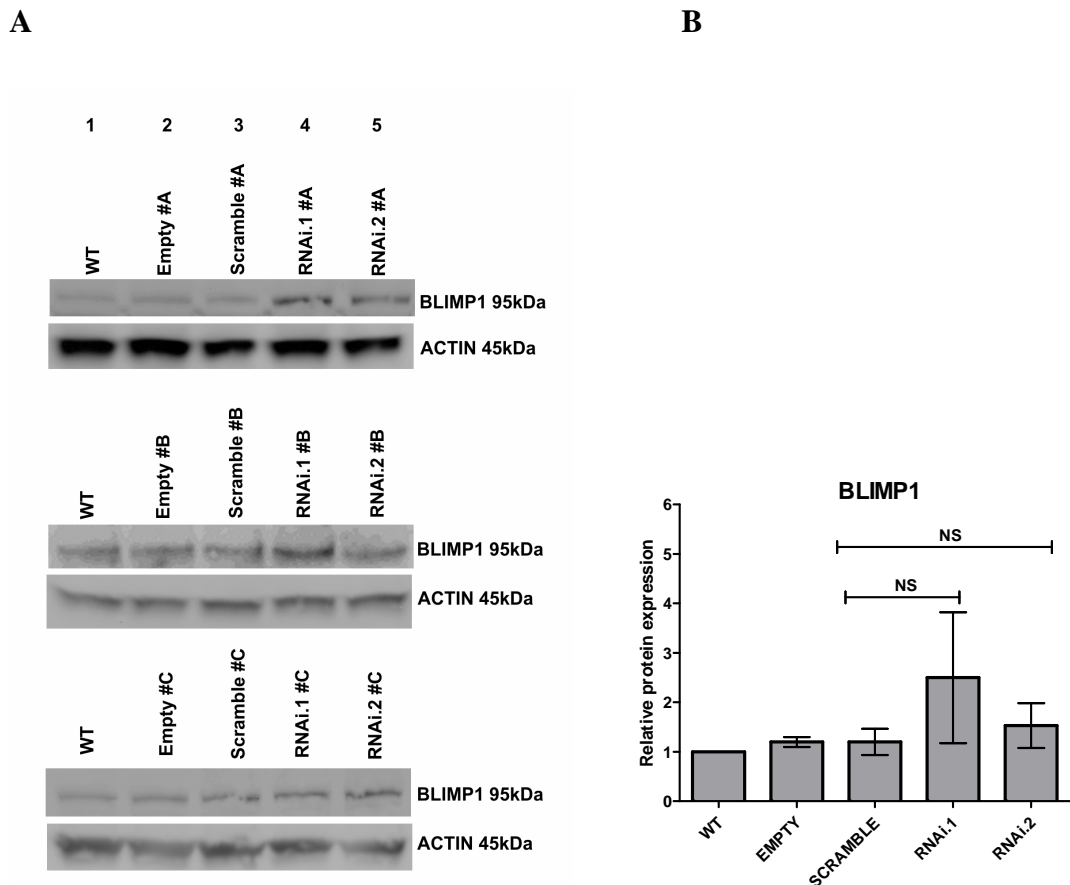 A
B
1 2 3 4 5
WT Empty #A Scramble #A RNAi.1 #A RNAi.2 #A
BLIMP1 95kDa
ACTIN 45kDa
WT Empty #B Scramble #B RNAi.1 #B RNAi.2 #B
BLIMP1 95kDa
ACTIN 45kDa
WT Empty #C Scramble #C RNAi.1 #C RNAi.2 #C
BLIMP1 95kDa
ACTIN 45kDa
BLIMP1
Relative protein expression
6
5
4
3
2
1
0
NS
NS
WT EMPTY SCRAMBLE RNAi.1 RNAi.2